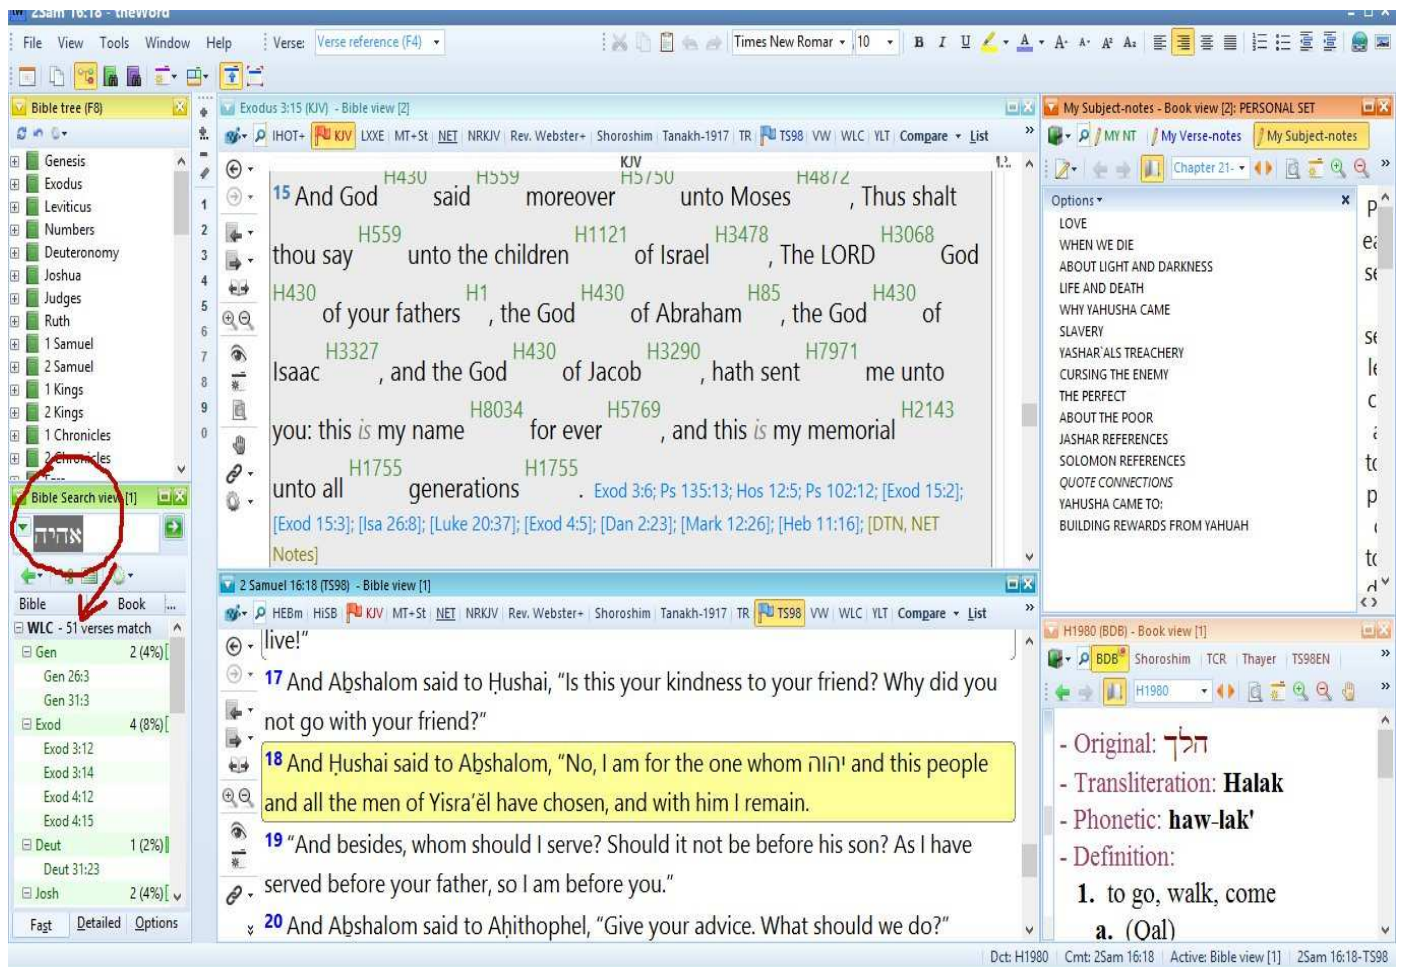 2Sam 16:18 - theWord
File View Tools Window Help Verse: Verse reference (F4) Times New Romar 10 B I U
Bible tree (F8)
Genesis
Exodus
Leviticus
Numbers
Deuteronomy
Joshua
Judges
Ruth
1 Samuel
2 Samuel
1 Kings
2 Kings
1 Chronicles
2 Chronicles
Bible Search view [1]
אהיה
Bible Book ...
WLC - 51 verses match
Gen 2 (4%)
Gen 26:3
Gen 31:3
Exod 4 (8%)
Exod 3:12
Exod 3:14
Exod 4:12
Exod 4:15
Deut 1 (2%)
Deut 31:23
Josh 2 (4%)
Fast Detailed Options
1
2
3
4
5
6
7
8
9
0
Exodus 3:15 (KJV) - Bible view [2]
IHOT+ KJV LXXE MT+St NET NRKJV Rev. Webster+ Shoroshim Tanakh-1917 TR TS98 VW WLC YLT Compare List
KJV
H430 H559 H5750 H4872
15 And God said moreover unto Moses , Thus shalt
H559 H1121 H3478 H3068
thou say unto the children of Israel , The LORD God
H430 H1 H430 H85 H430
of your fathers , the God of Abraham , the God of
H3327 H430 H3290 H7971
Isaac , and the God of Jacob , hath sent me unto
H8034 H5769 H2143
you: this is my name for ever , and this is my memorial
H1755 H1755
unto all generations . Exod 3:6; Ps 135:13; Hos 12:5; Ps 102:12; [Exod 15:2];
[Exod 15:3]; [Isa 26:8]; [Luke 20:37]; [Exod 4:5]; [Dan 2:23]; [Mark 12:26]; [Heb 11:16]; [DTN, NET
Notes]
2 Samuel 16:18 (TS98) - Bible view [1]
HEBm HiSB KJV MT+St NET NRKJV Rev. Webster+ Shoroshim Tanakh-1917 TR TS98 VW WLC YLT Compare List
live!”
17 And Aḇshalom said to Ḥushai, “Is this your kindness to your friend? Why did you
not go with your friend?”
18 And Ḥushai said to Aḇshalom, “No, I am for the one whom יהוה and this people
and all the men of Yisra’ĕl have chosen, and with him I remain.
19 “And besides, whom should I serve? Should it not be before his son? As I have
served before your father, so I am before you.”
20 And Aḇshalom said to Aḥithophel, “Give your advice. What should we do?”
My Subject-notes - Book view [2]: PERSONAL SET
MY NT My Verse-notes My Subject-notes
Chapter 21-
Options
LOVE
WHEN WE DIE
ABOUT LIGHT AND DARKNESS
LIFE AND DEATH
WHY YAHUSHA CAME
SLAVERY
YASHAR`ALS TREACHERY
CURSING THE ENEMY
THE PERFECT
ABOUT THE POOR
JASHAR REFERENCES
SOLOMON REFERENCES
QUOTE CONNECTIONS
YAHUSHA CAME TO:
BUILDING REWARDS FROM YAHUAH
H1980 (BDB) - Book view [1]
BDB Shoroshim TCR Thayer TS98EN
H1980
- Original: הלך
- Transliteration: Halak
- Phonetic: haw-lak'
- Definition:
1. to go, walk, come
a. (Qal)
Dct: H1980 Cmt: 2Sam 16:18 Active: Bible view [1] 2Sam 16:18-TS98